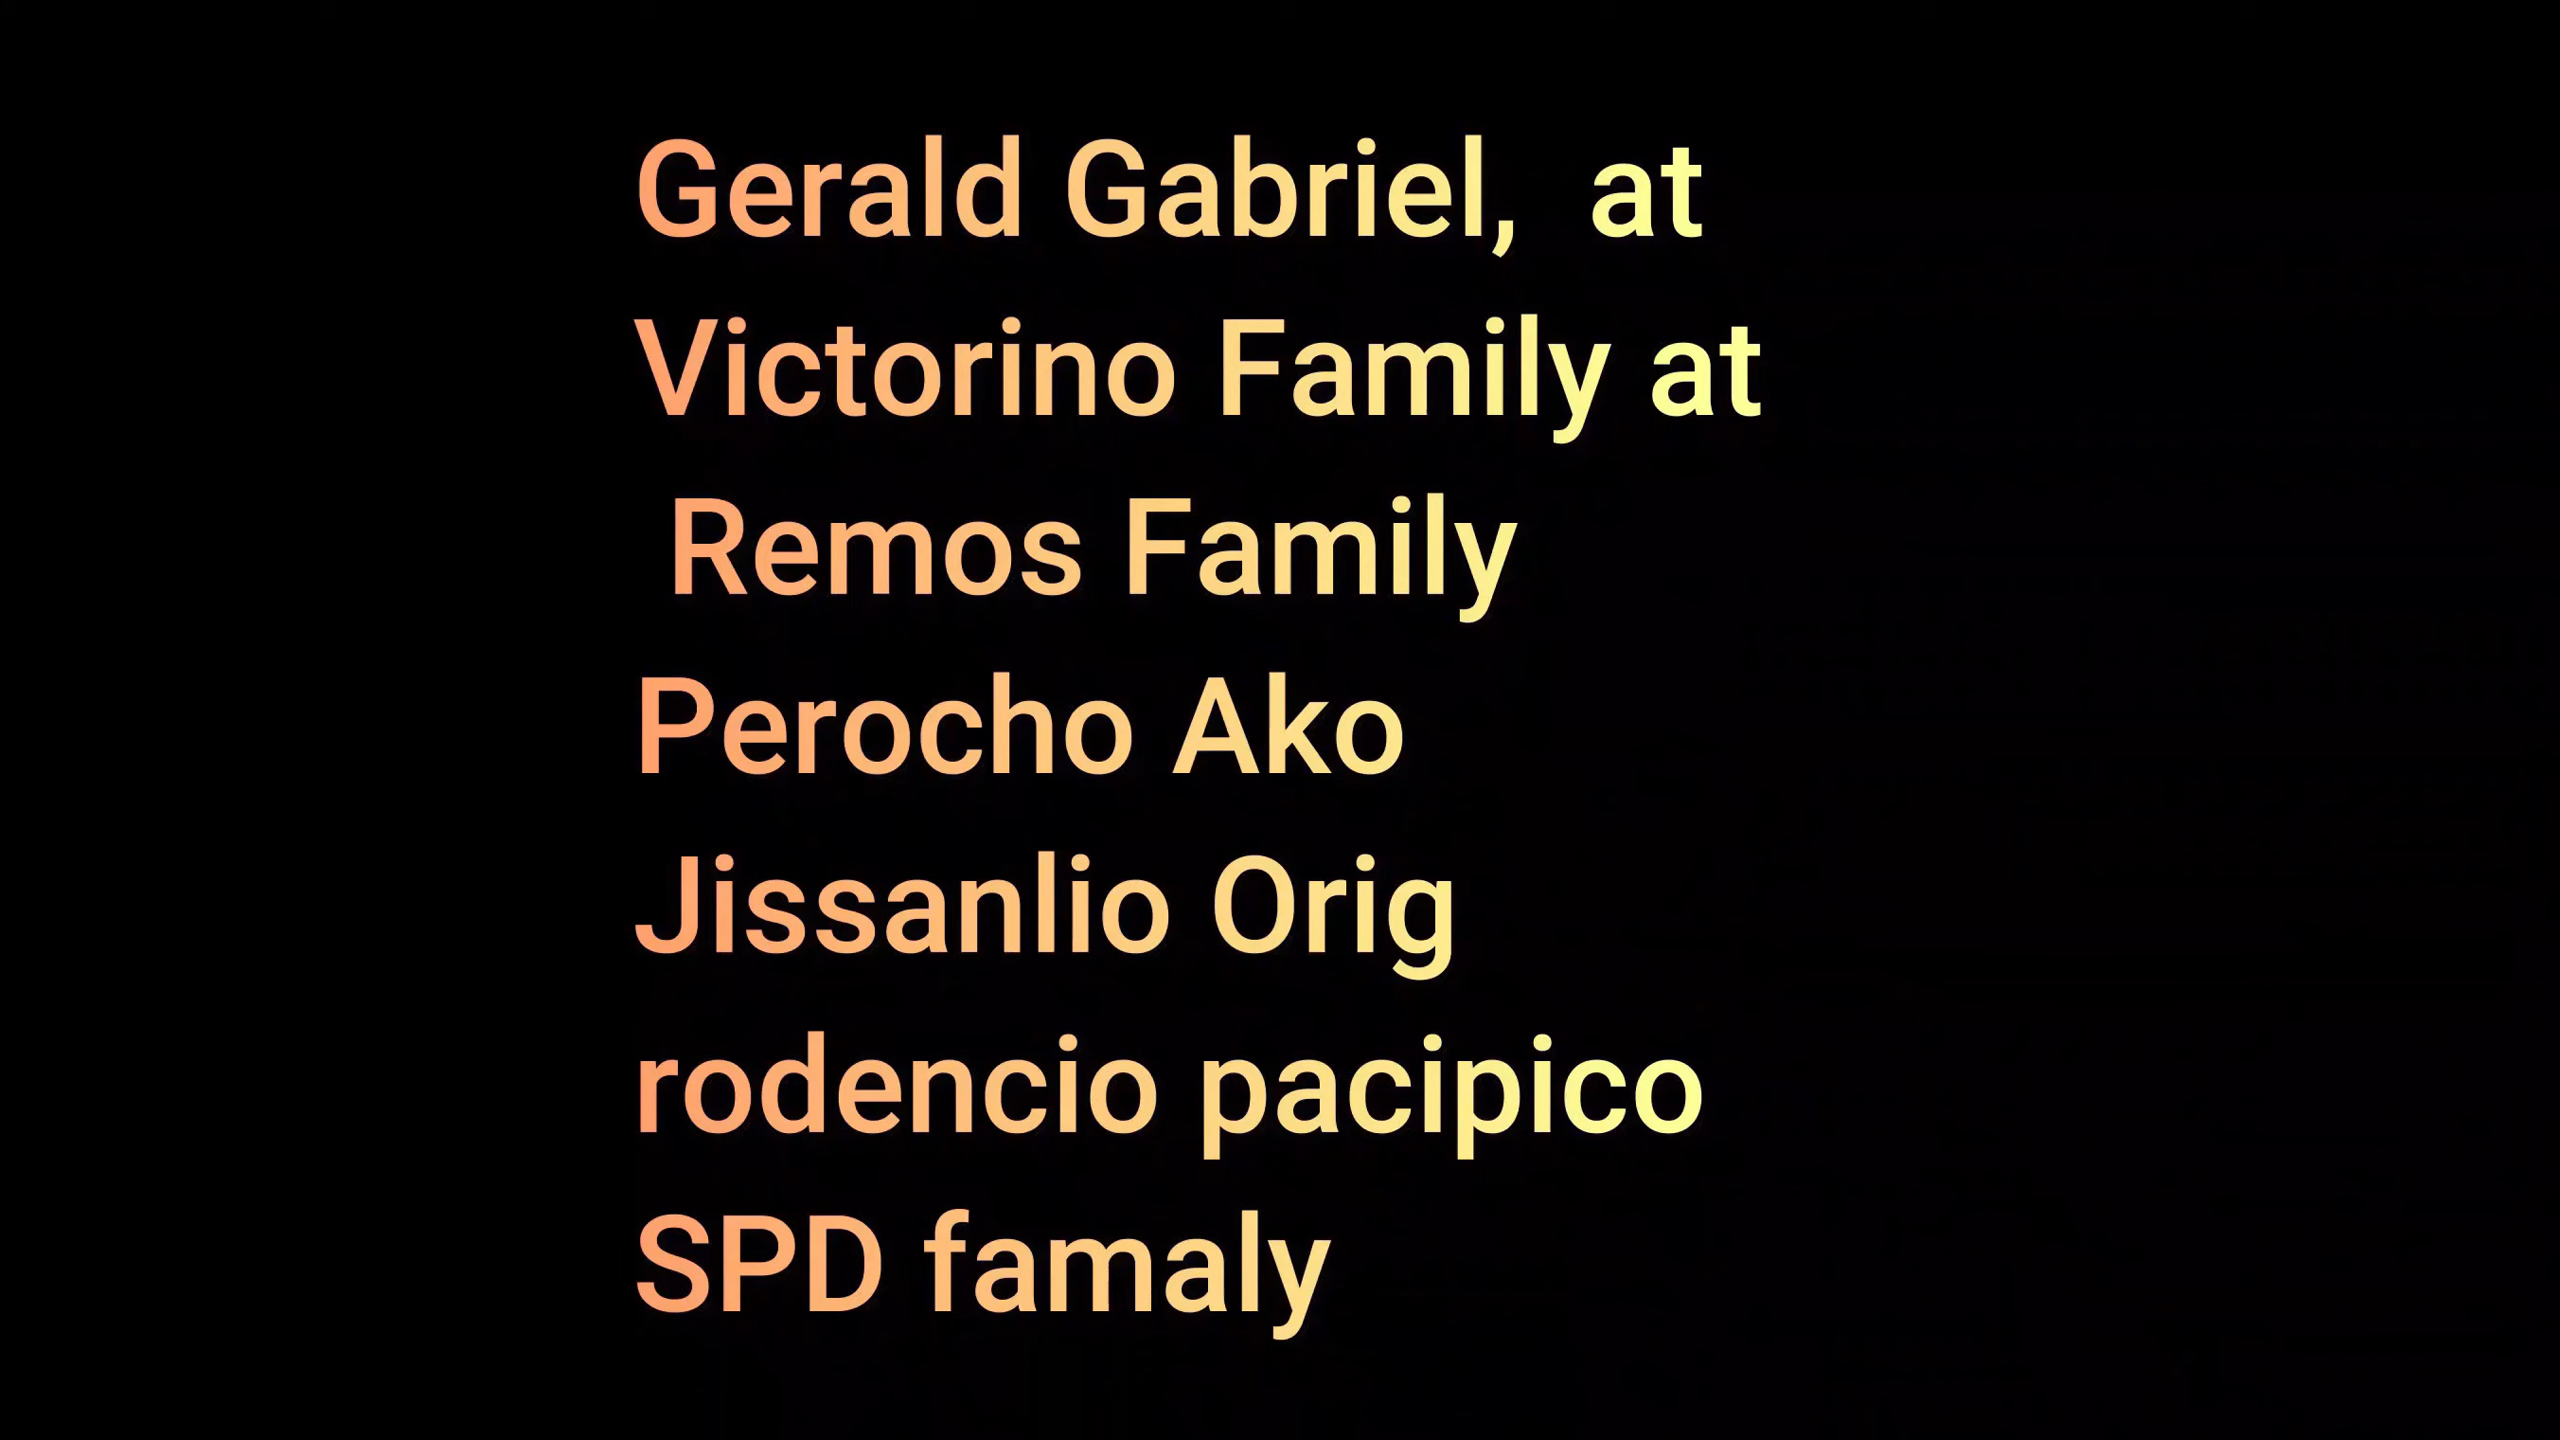 Gerald Gabriel,  at
Victorino Family at
Remos Family
Perocho Ako
Jissanlio Orig
rodencio pacipico
SPD famaly